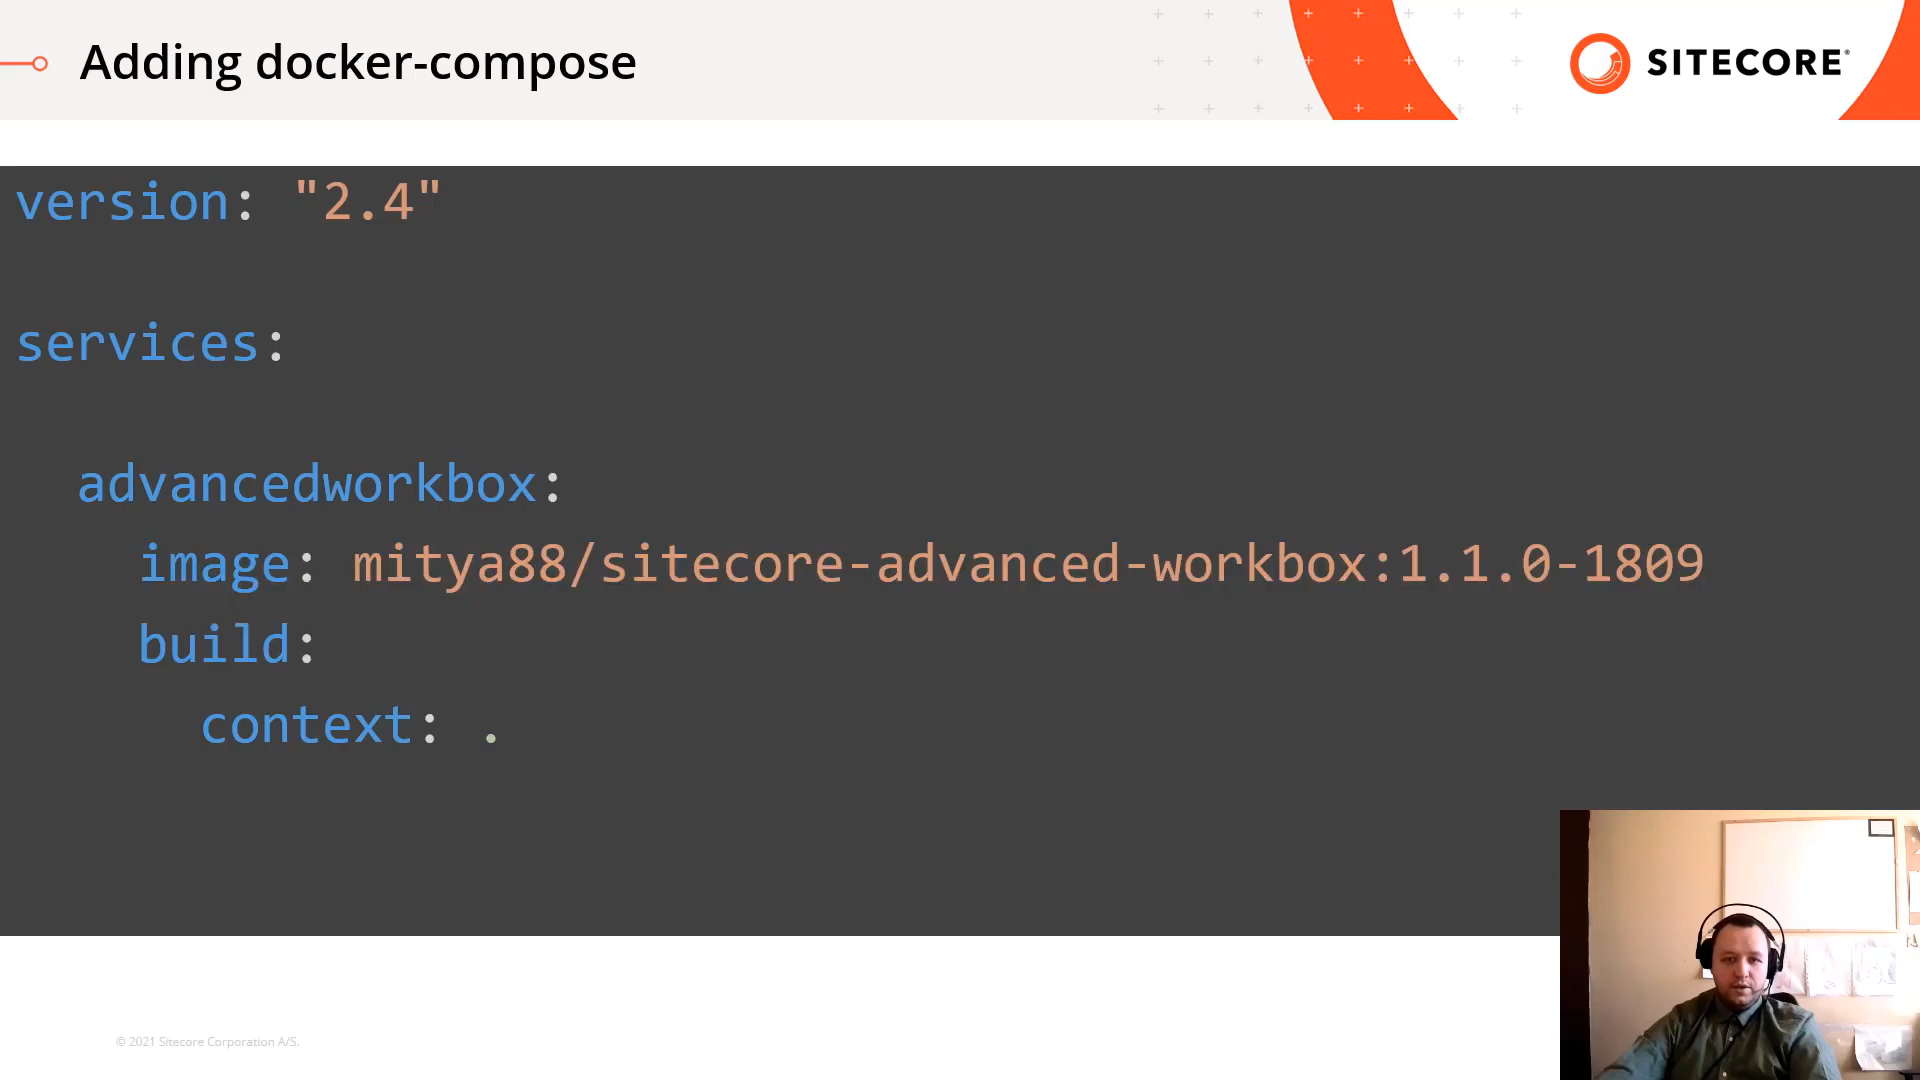 Adding docker-compose
SITECORE
version: "2.4"
services:
advancedworkbox:
image: mitya88/sitecore-advanced-workbox:1.1.0-1809
build:
context: .
© 2021 Sitecore Corporation A/S.